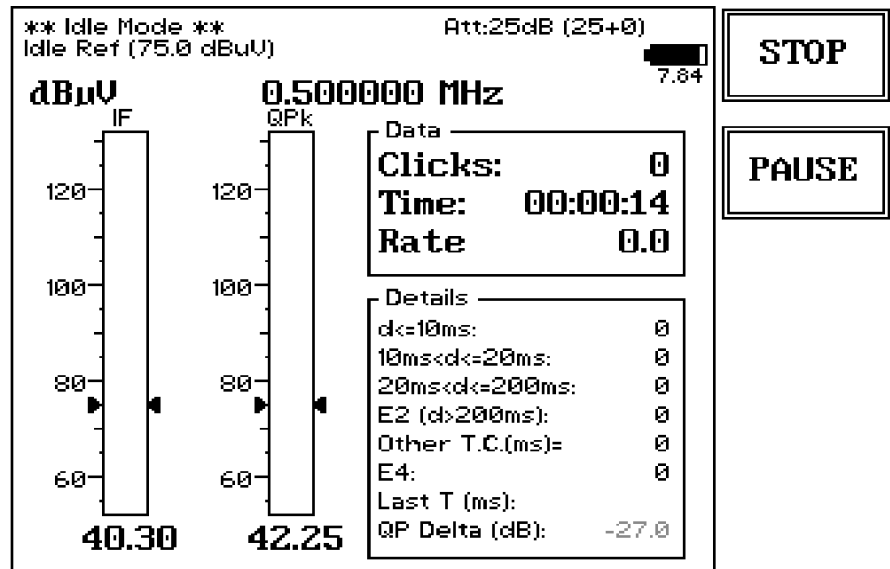 ** Idle Mode **
Att:25dB (25+0)
Idle Ref (75.0 dBuV)
7.84
dBµV
0.500000 MHz
IF
QPk
120
100
80
60
120
100
80
60
40.30
42.25
Data
Clicks: 0
Time: 00:00:14
Rate 0.0
Details
d<=10ms: 0
10ms<d<=20ms: 0
20ms<d<=200ms: 0
E2 (d>200ms): 0
Other T.C.(ms)= 0
E4: 0
Last T (ms):
QP Delta (dB): -27.0
STOP
PAUSE